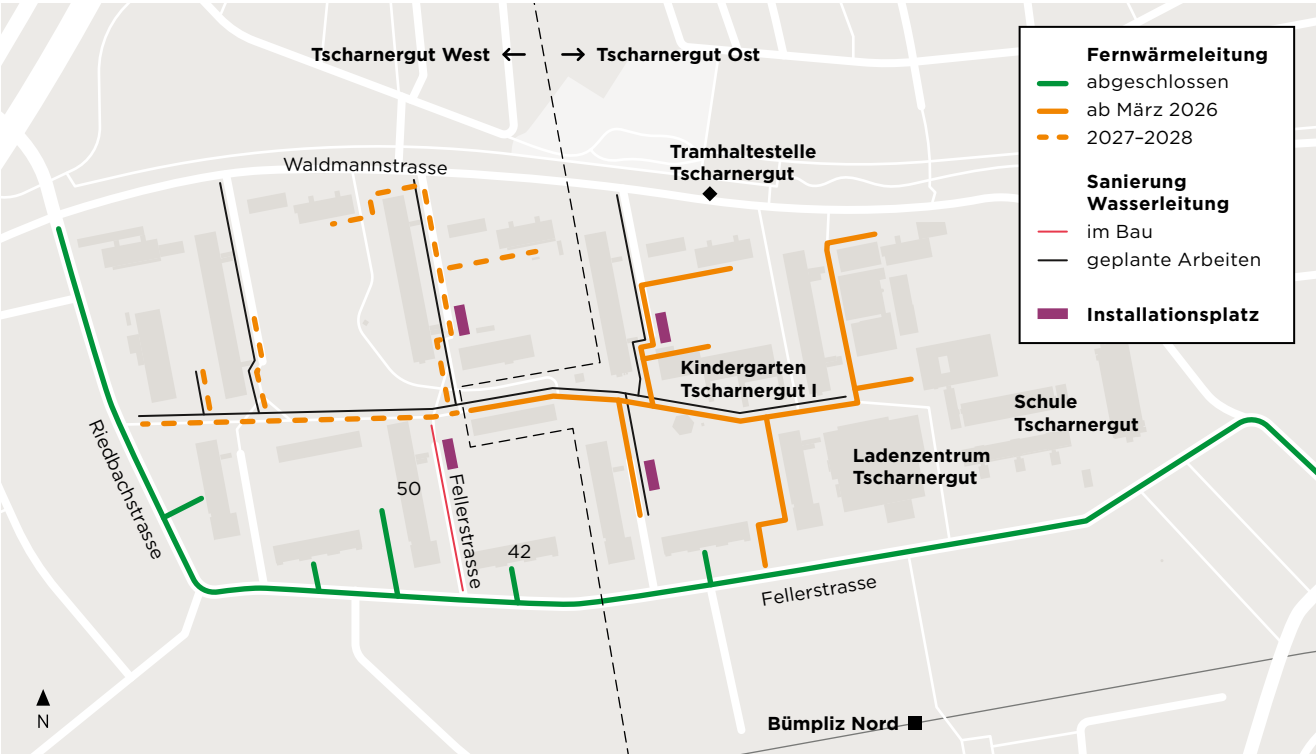 Tscharnergut West ← → Tscharnergut Ost
Fernwärmeleitung
abgeschlossen
ab März 2026
2027–2028
Sanierung
Wasserleitung
im Bau
geplante Arbeiten
Installationsplatz
Waldmannstrasse
Tramhaltestelle
Tscharnergut
Kindergarten
Tscharnergut I
Schule
Tscharnergut
Ladenzentrum
Tscharnergut
Riedbachstrasse
50
Fellerstrasse
42
Fellerstrasse
N
Bümpliz Nord